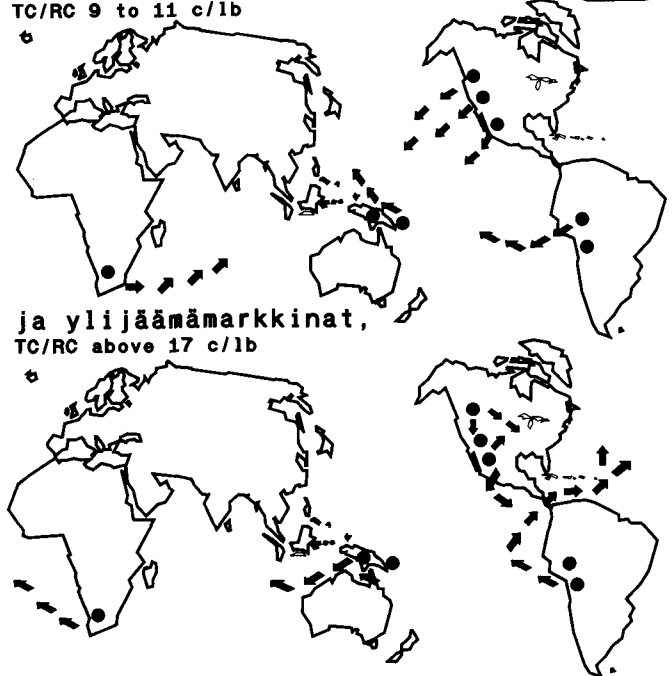 TC/RC 9 to 11 c/lb
ja ylijäämämarkkinat,
TC/RC above 17 c/lb